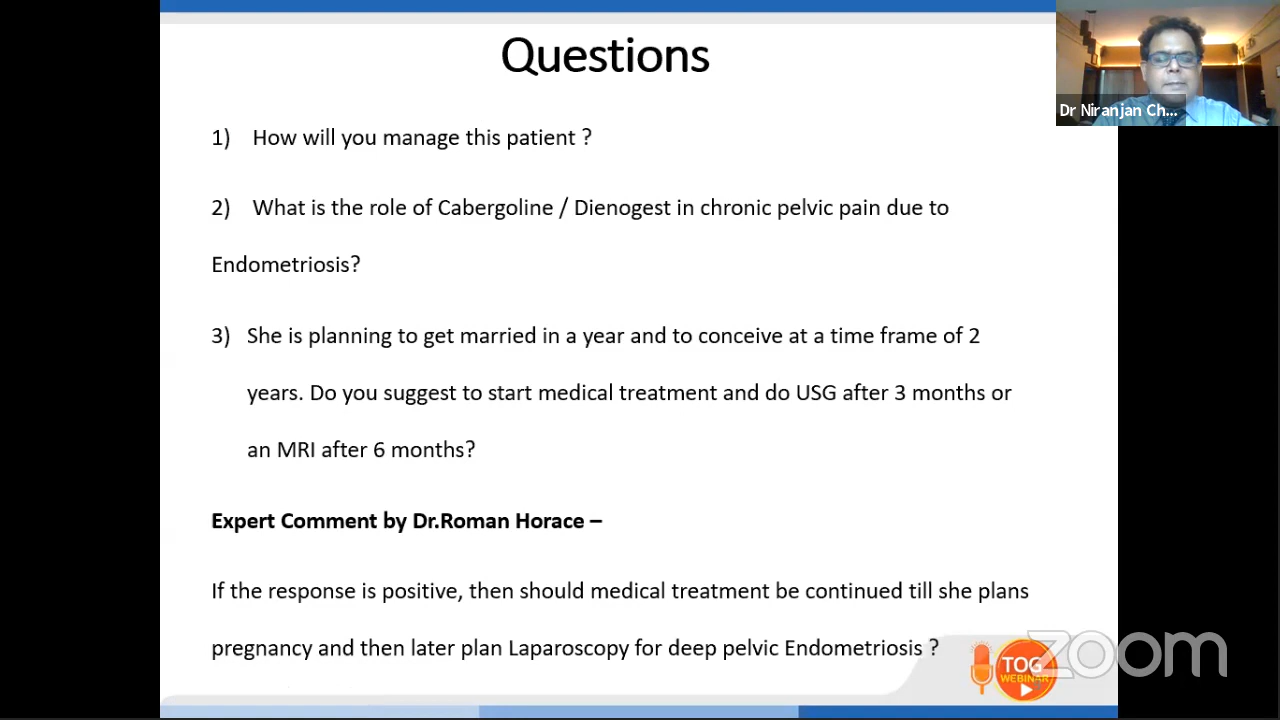 Questions
Dr Niranjan Ch...
1) How will you manage this patient ?
2) What is the role of Cabergoline / Dienogest in chronic pelvic pain due to
Endometriosis?
3) She is planning to get married in a year and to conceive at a time frame of 2
years. Do you suggest to start medical treatment and do USG after 3 months or
an MRI after 6 months?
Expert Comment by Dr.Roman Horace –
If the response is positive, then should medical treatment be continued till she plans
pregnancy and then later plan Laparoscopy for deep pelvic Endometriosis ?
TOG
WEBINAR
zoom